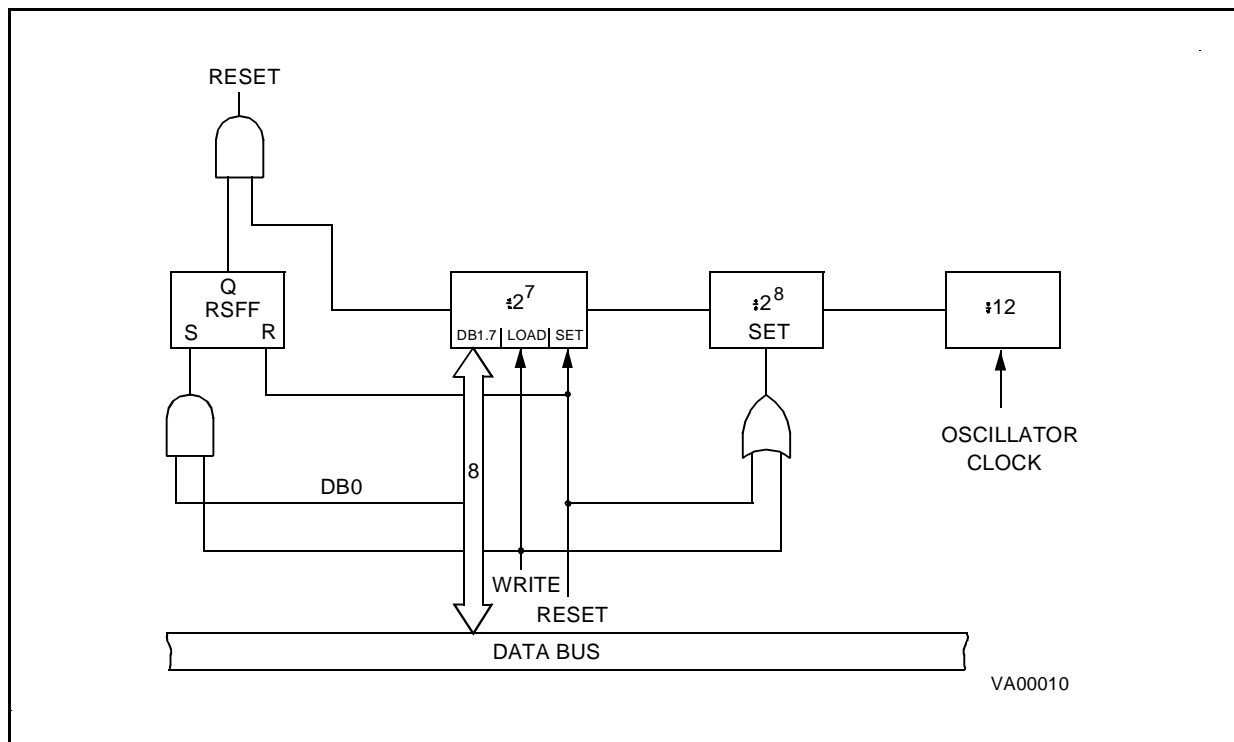 RESET
Q
RSFF
S R
÷2⁷
DB1.7 LOAD SET
÷2⁸
SET
÷12
OSCILLATOR
CLOCK
8
DB0
WRITE
RESET
DATA BUS
VA00010